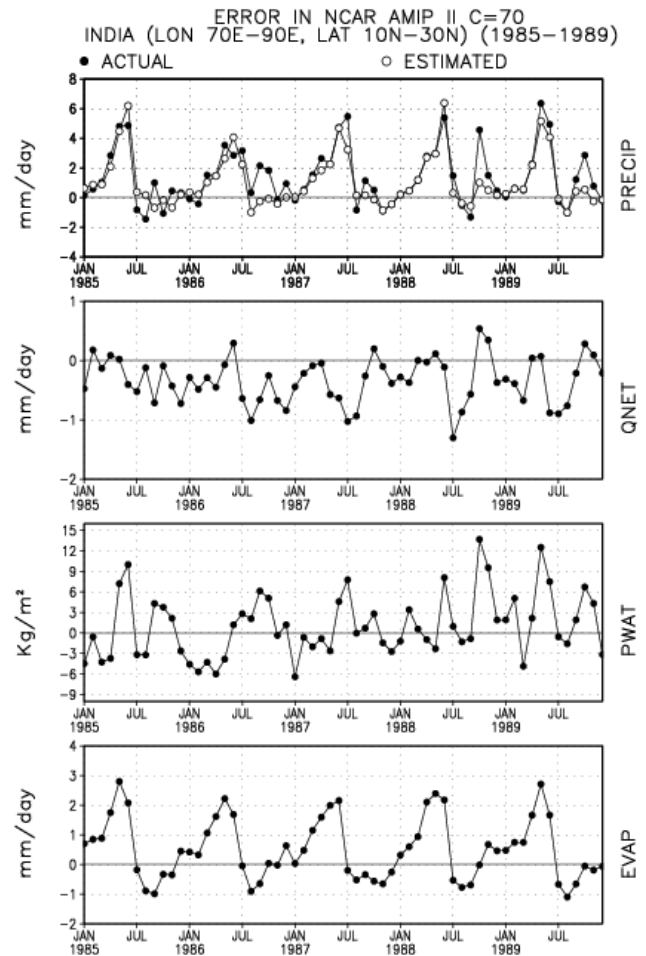 ERROR IN NCAR AMIP II C=70
INDIA (LON 70E−90E, LAT 10N−30N) (1985−1989)
● ACTUAL ○ ESTIMATED
8
6
4
2
0
−2
−4
mm/day
PRECIP
JAN JUL JAN JUL JAN JUL JAN JUL JAN JUL
1985 1986 1987 1988 1989
1
0
−1
−2
mm/day
QNET
JAN JUL JAN JUL JAN JUL JAN JUL JAN JUL
1985 1986 1987 1988 1989
15
12
9
6
3
0
−3
−6
−9
Kg/m²
PWAT
JAN JUL JAN JUL JAN JUL JAN JUL JAN JUL
1985 1986 1987 1988 1989
4
3
2
1
0
−1
−2
mm/day
EVAP
JAN JUL JAN JUL JAN JUL JAN JUL JAN JUL
1985 1986 1987 1988 1989